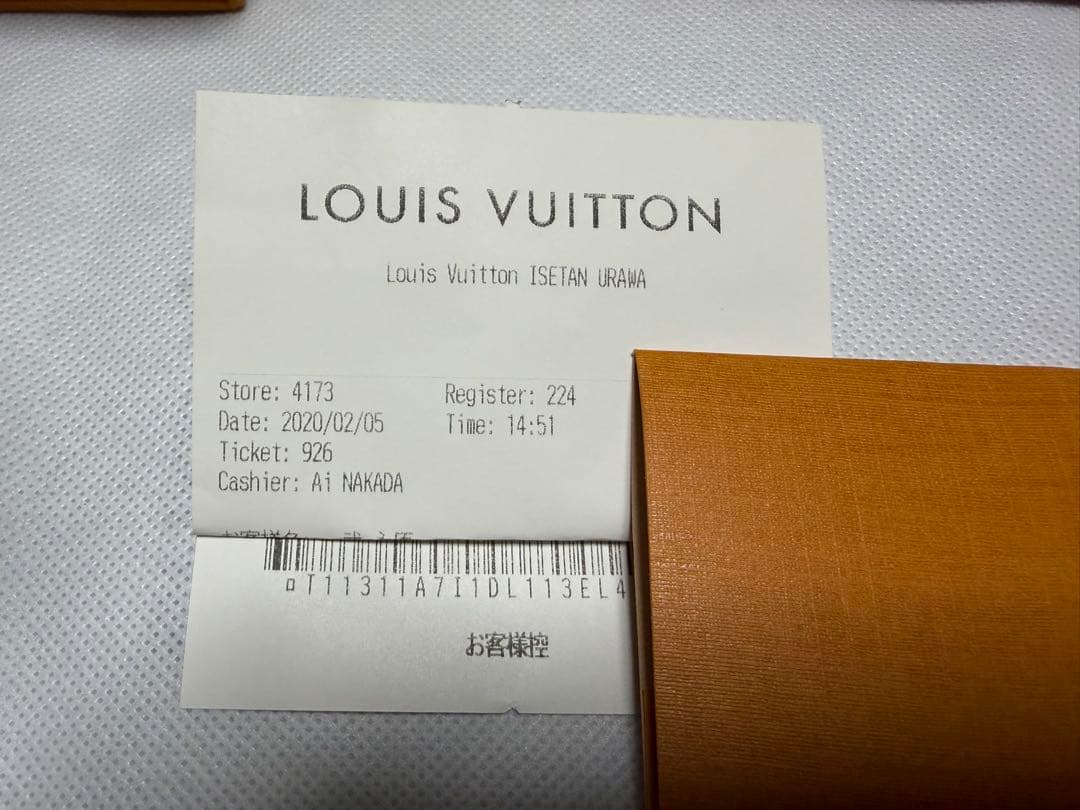 LOUIS VUITTON
Louis Vuitton ISETAN URAWA
Store: 4173 Register: 224
Date: 2020/02/05 Time: 14:51
Ticket: 926
Cashier: Ai NAKADA
T11311A7I1DL113EL4
お客様控